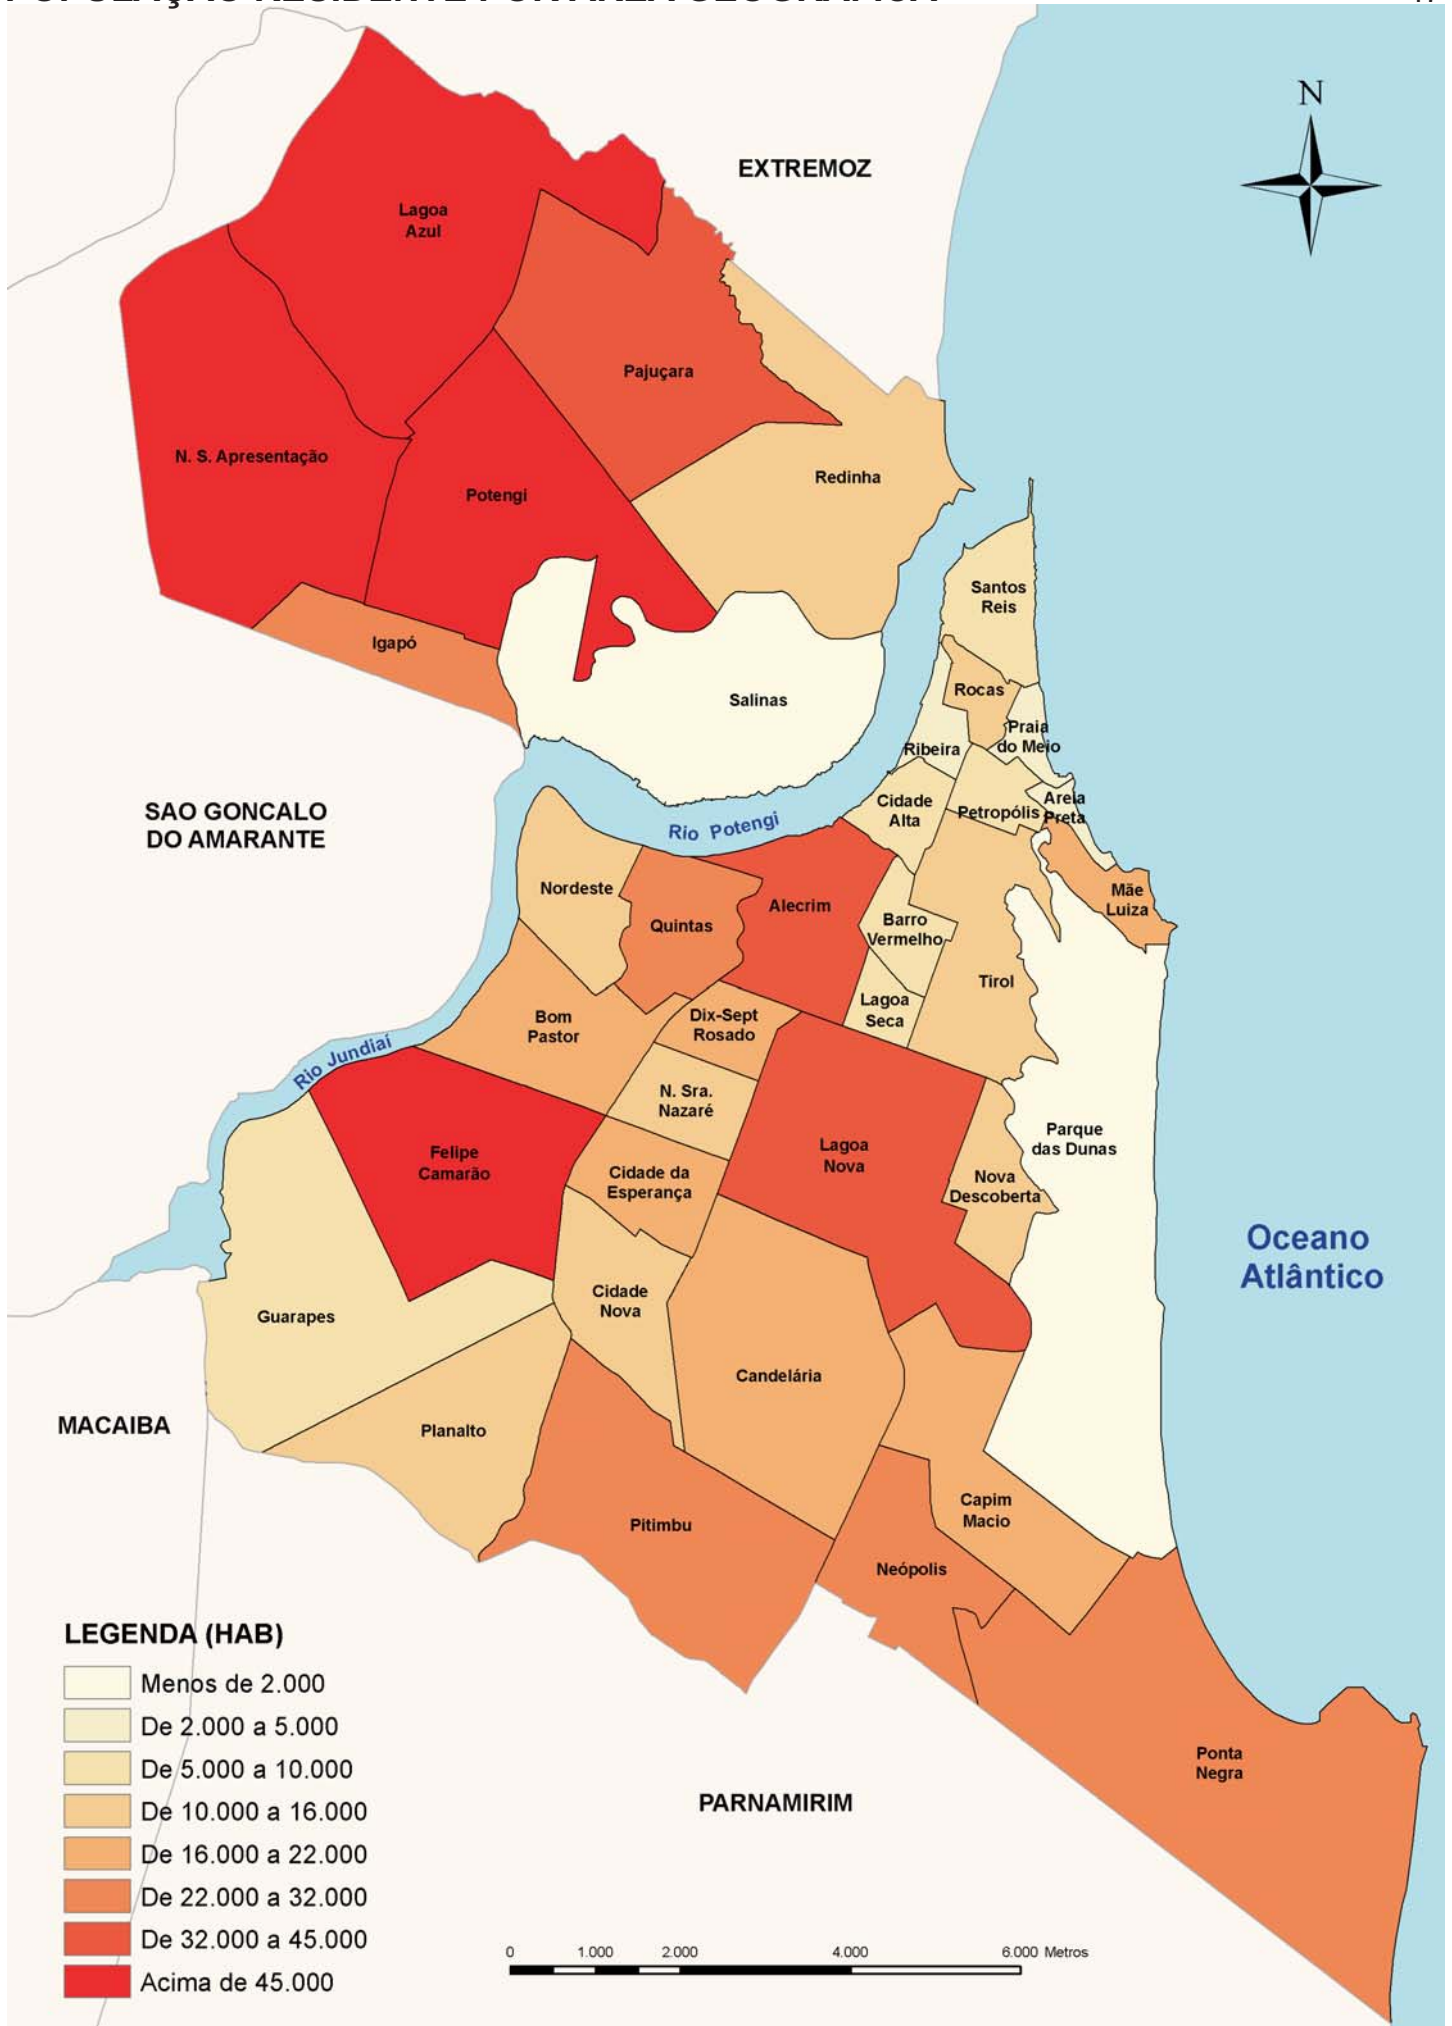 N
EXTREMOZ
Lagoa
Azul
Pajuçara
N. S. Apresentação
Potengi
Redinha
Santos
Reis
Igapó
Rocas
Salinas
Praia
do Meio
Ribeira
SAO GONCALO
DO AMARANTE
Cidade
Alta
Petropólis
Areia
Preta
Rio Potengi
Nordeste
Quintas
Alecrim
Mãe
Luiza
Barro
Vermelho
Tirol
Lagoa
Seca
Bom
Pastor
Dix-Sept
Rosado
Rio Jundiaí
N. Sra.
Nazaré
Felipe
Camarão
Cidade da
Esperança
Lagoa
Nova
Parque
das Dunas
Nova
Descoberta
Oceano
Atlântico
Cidade
Nova
Guarapes
Candelária
MACAIBA
Planalto
Capim
Macio
Pitimbu
Neópolis
Ponta
Negra
PARNAMIRIM
LEGENDA (HAB)
Menos de 2.000
De 2.000 a 5.000
De 5.000 a 10.000
De 10.000 a 16.000
De 16.000 a 22.000
De 22.000 a 32.000
De 32.000 a 45.000
Acima de 45.000
0 1.000 2.000 4.000 6.000 Metros